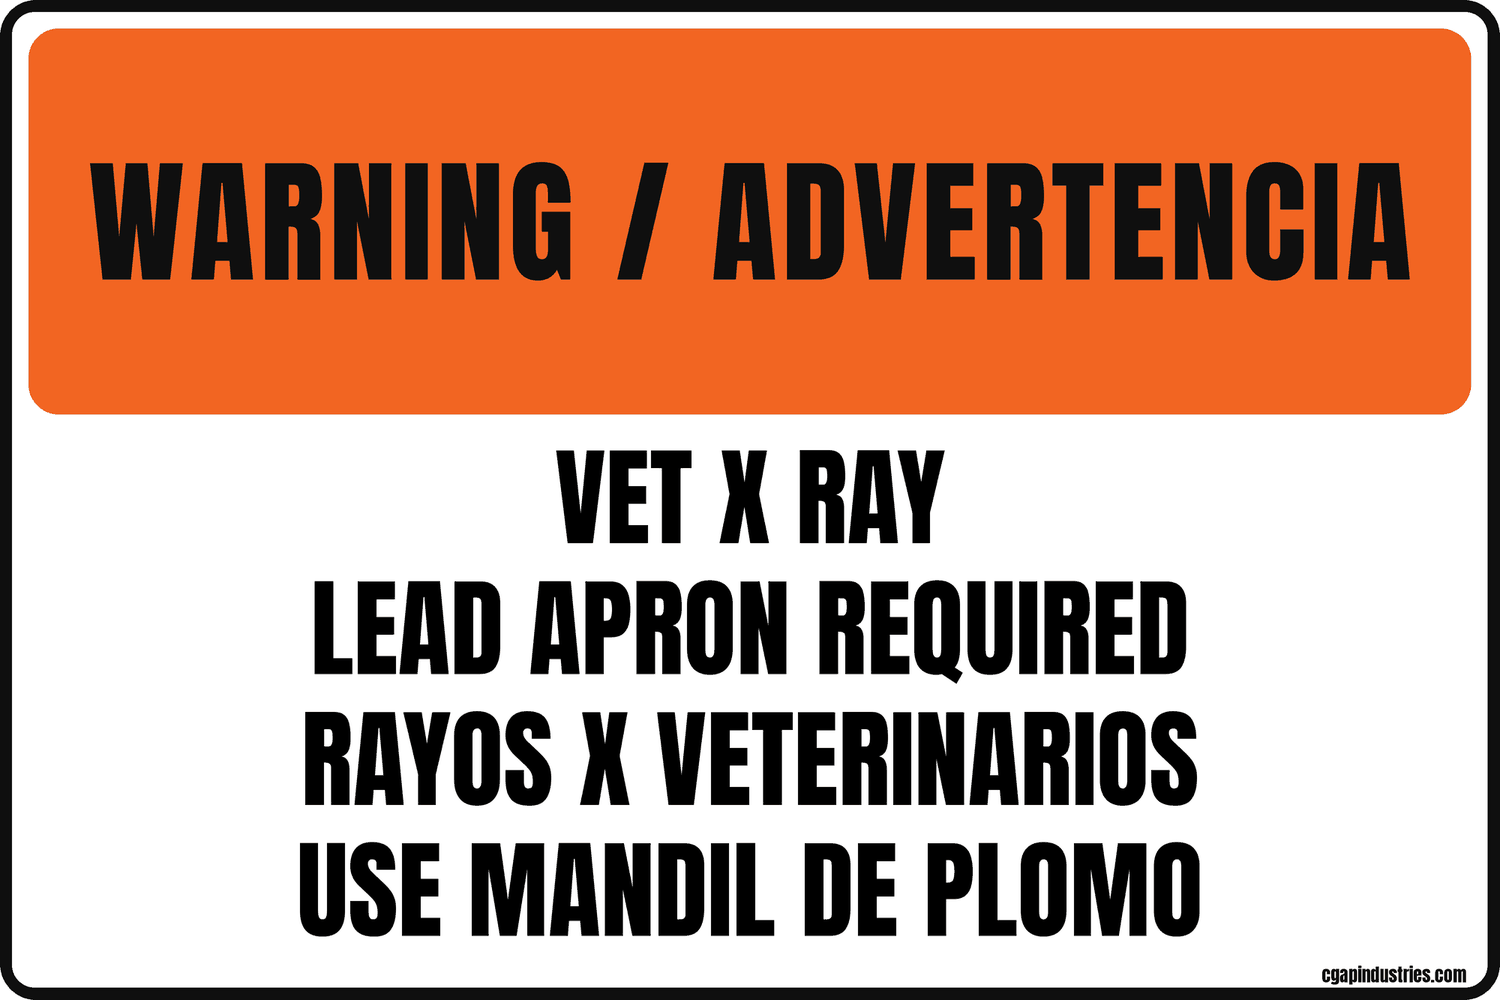 WARNING / ADVERTENCIA
VET X RAY
LEAD APRON REQUIRED
RAYOS X VETERINARIOS
USE MANDIL DE PLOMO
cgapindustries.com